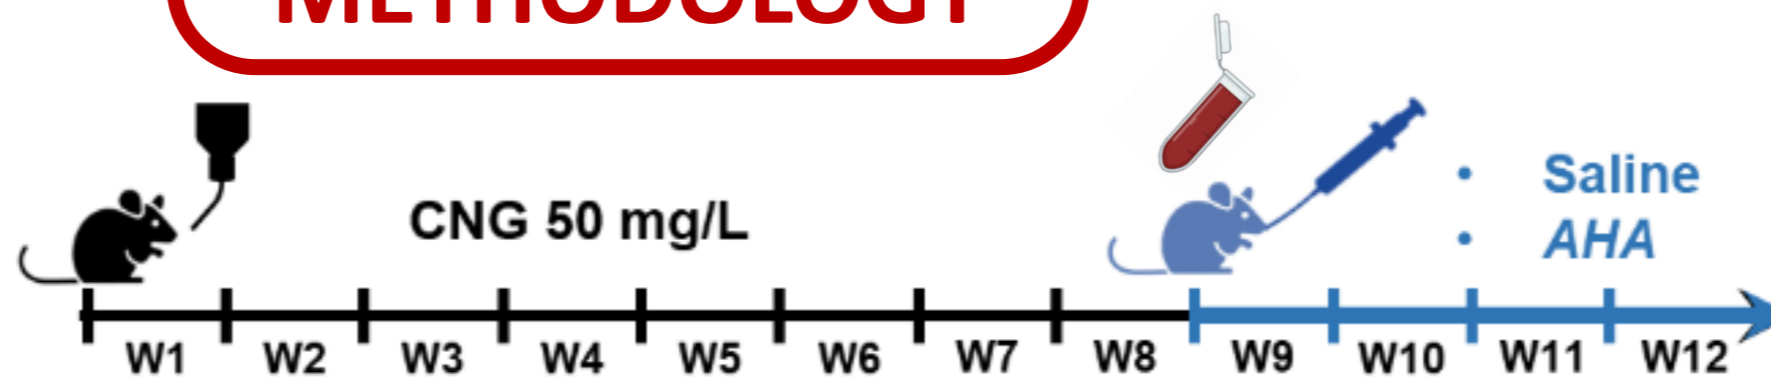 METHODOLOGY
CNG 50 mg/L
• Saline
• AHA
W1 W2 W3 W4 W5 W6 W7 W8 W9 W10 W11 W12